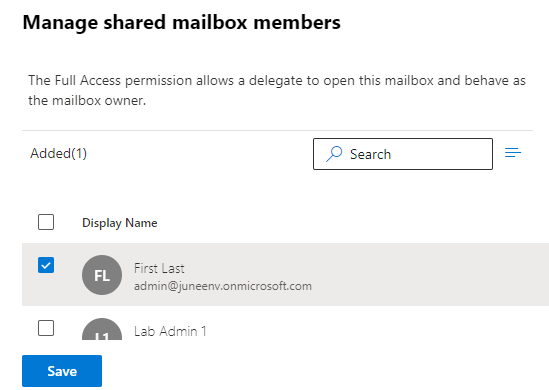 Manage shared mailbox members
The Full Access permission allows a delegate to open this mailbox and behave as
the mailbox owner.
Added(1)
Search
Display Name
FL
First Last
admin@juneenv.onmicrosoft.com
L1
Lab Admin 1
Save